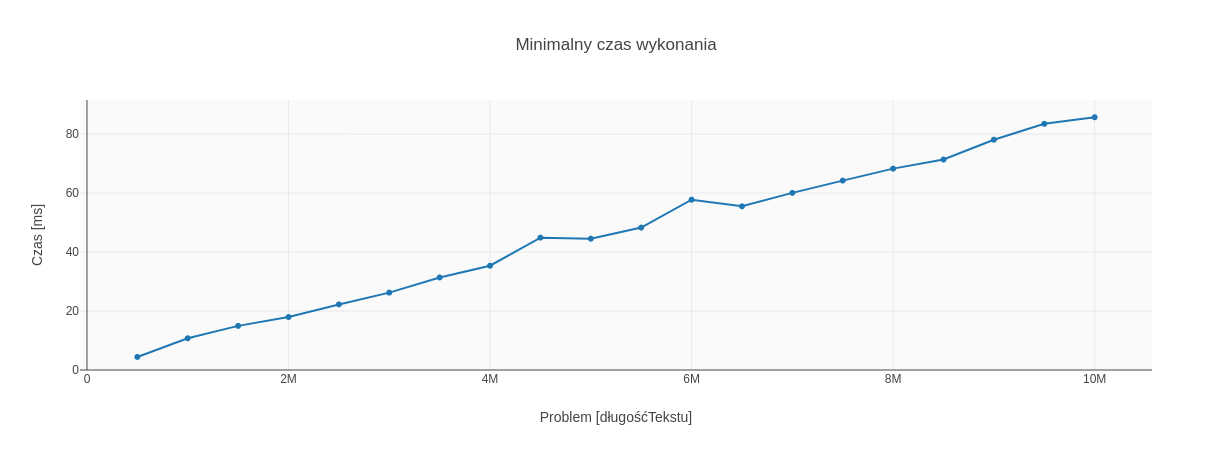 Minimalny czas wykonania
Czas [ms]
80
60
40
20
0
0 2M 4M 6M 8M 10M
Problem [długośćTekstu]